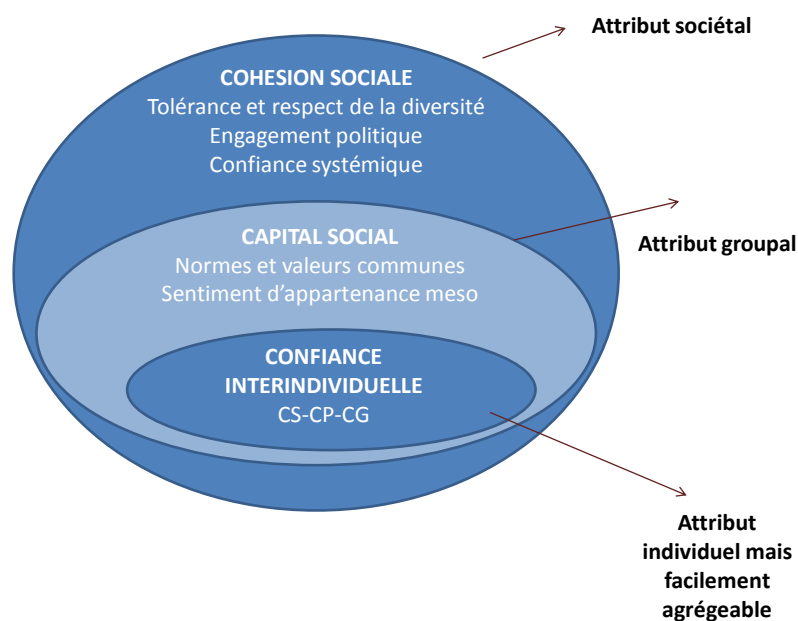 Attribut sociétal
COHESION SOCIALE
Tolérance et respect de la diversité
Engagement politique
Confiance systémique
CAPITAL SOCIAL
Normes et valeurs communes
Sentiment d'appartenance meso
Attribut groupal
CONFIANCE
INTERINDIVIDUELLE
CS-CP-CG
Attribut
individuel mais
facilement
agrégeable